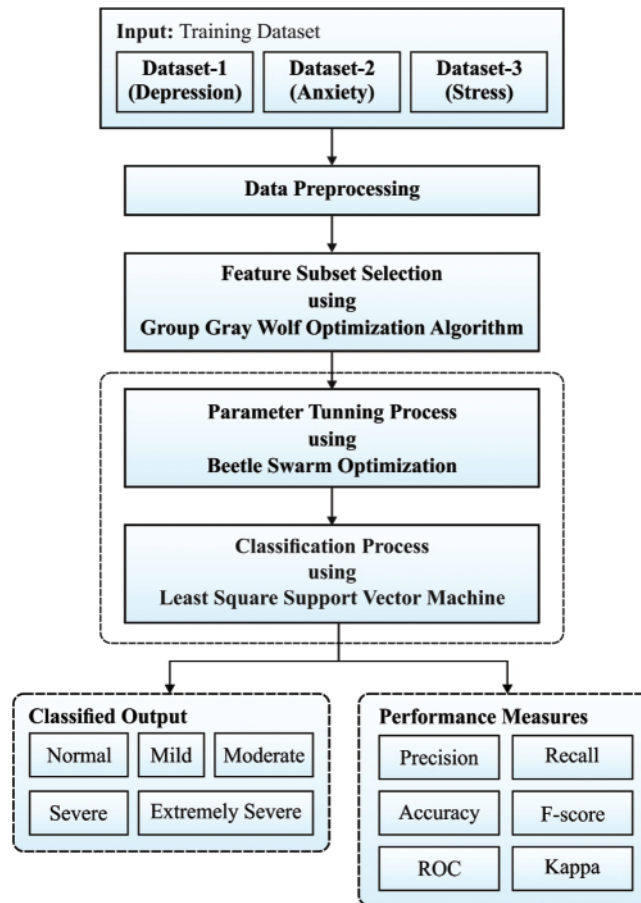 Input: Training Dataset
Dataset-1
(Depression)
Dataset-2
(Anxiety)
Dataset-3
(Stress)
Data Preprocessing
Feature Subset Selection
using
Group Gray Wolf Optimization Algorithm
Parameter Tunning Process
using
Beetle Swarm Optimization
Classification Process
using
Least Square Support Vector Machine
Classified Output
Normal
Mild
Moderate
Severe
Extremely Severe
Performance Measures
Precision
Recall
Accuracy
F-score
ROC
Kappa